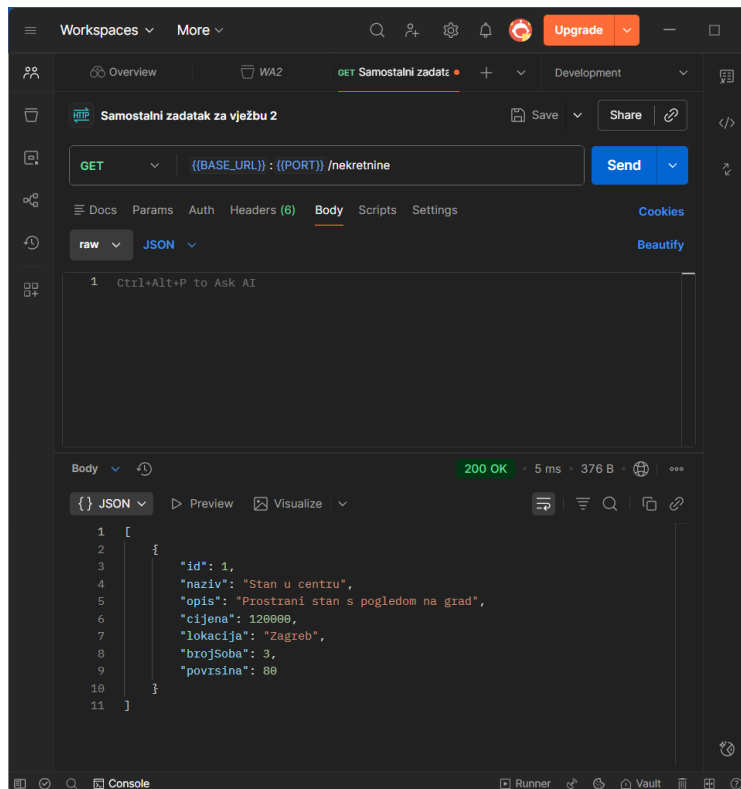 Workspaces More Upgrade
Overview WA2 GET Samostalni zadatz Development
HTTP Samostalni zadatak za vježbu 2 Save Share
GET {{BASE_URL}} : {{PORT}} /nekretnine Send
Docs Params Auth Headers (6) Body Scripts Settings Cookies
raw JSON Beautify
1 Ctrl+Alt+P to Ask AI
Body 200 OK • 5 ms • 376 B
{} JSON Preview Visualize
1 [
2 {
3 "id": 1,
4 "naziv": "Stan u centru",
5 "opis": "Prostrani stan s pogledom na grad",
6 "cijena": 120000,
7 "lokacija": "Zagreb",
8 "brojSoba": 3,
9 "povrsina": 80
10 }
11 ]
Console Runner Vault